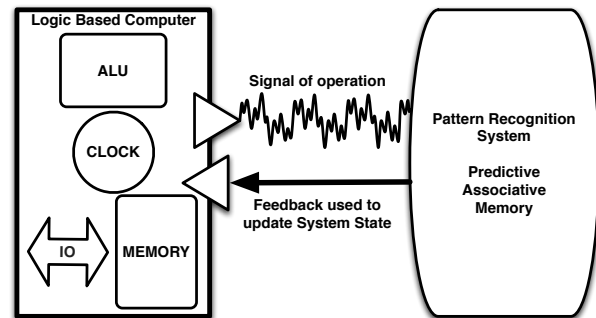 Logic Based Computer
ALU
CLOCK
IO
MEMORY
Signal of operation
Feedback used to
update System State
Pattern Recognition
System
Predictive
Associative
Memory